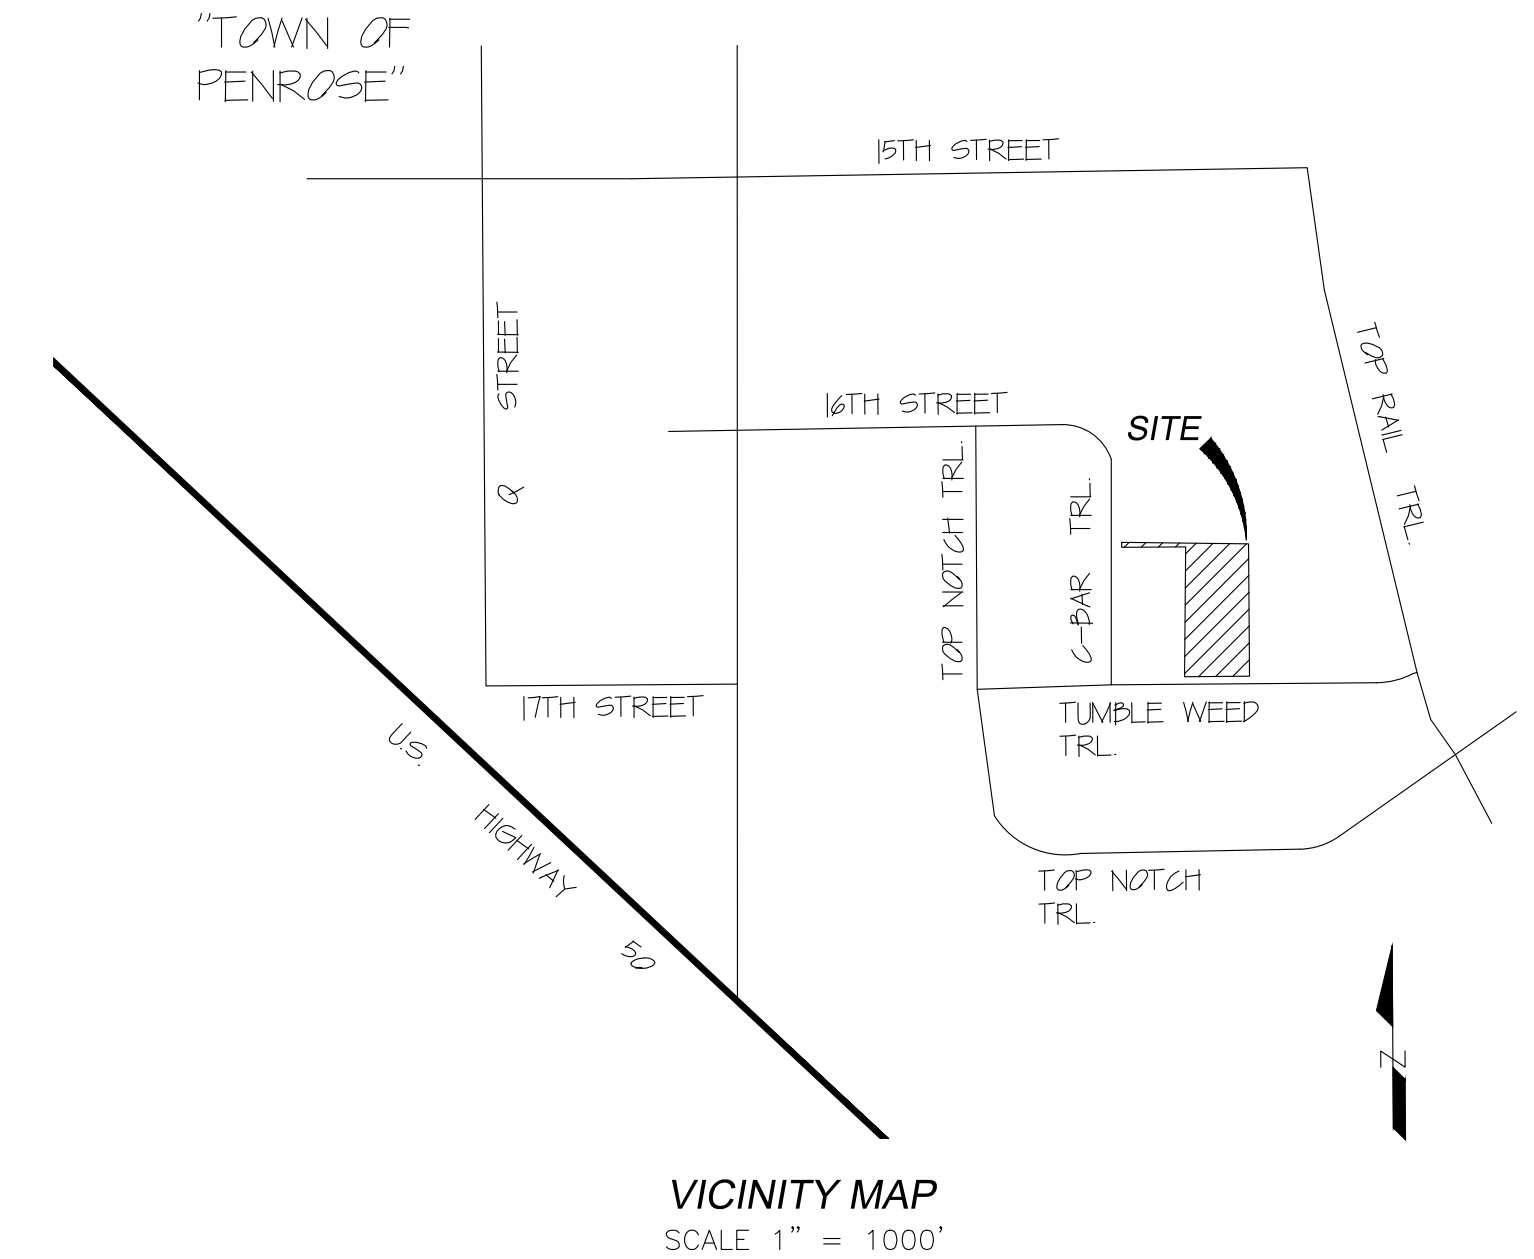 "TOWN OF
PENROSE"
15TH STREET
Q STREET
TOP RAIL TRL.
16TH STREET
SITE
TOP NOTCH TRL.
C-BAR TRL.
17TH STREET
TUMBLE WEED
TRL.
U.S. HIGHWAY 50
TOP NOTCH
TRL.
N
VICINITY MAP
SCALE 1" = 1000'